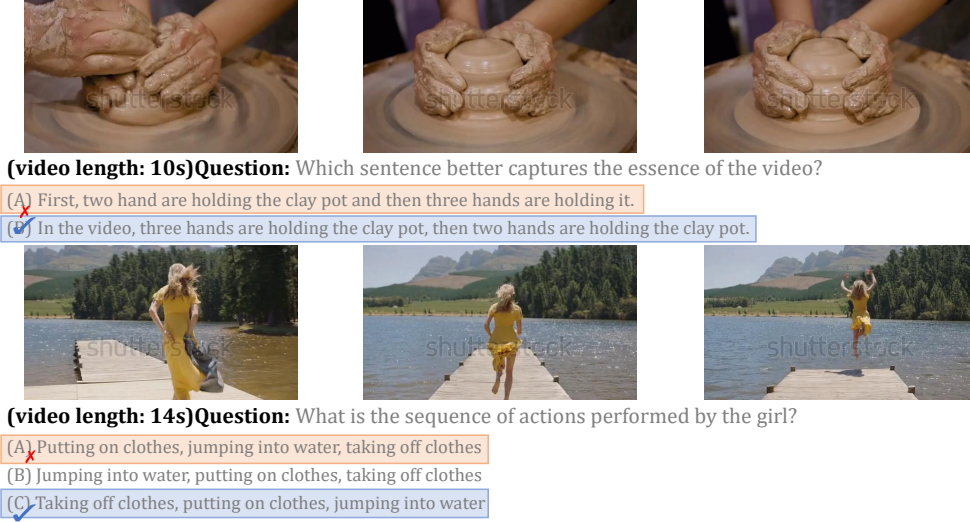 shutterstock shutterstock shutterstock
(video length: 10s)Question: Which sentence better captures the essence of the video?
(A) First, two hand are holding the clay pot and then three hands are holding it.
(B) In the video, three hands are holding the clay pot, then two hands are holding the clay pot.
shutterstock shutterstock shutterstock
(video length: 14s)Question: What is the sequence of actions performed by the girl?
(A) Putting on clothes, jumping into water, taking off clothes
(B) Jumping into water, putting on clothes, taking off clothes
(C) Taking off clothes, putting on clothes, jumping into water